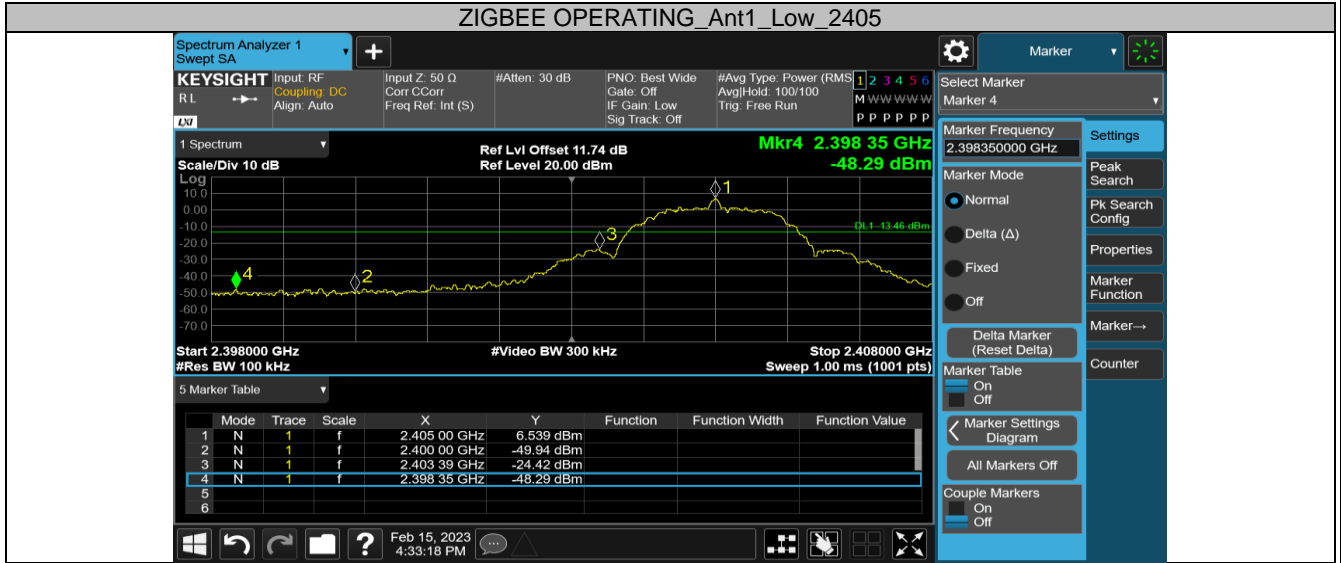 ZIGBEE OPERATING_Ant1_Low_2405
Spectrum Analyzer 1
Swept SA
Marker
KEYSIGHT
R L
LXI
Input: RF
Coupling: DC
Align: Auto
Input Z: 50 Ω
Corr CCorr
Freq Ref: Int (S)
#Atten: 30 dB
PNO: Best Wide
Gate: Off
IF Gain: Low
Sig Track: Off
#Avg Type: Power (RMS
Avg|Hold: 100/100
Trig: Free Run
1 2 3 4 5 6
M W W W W W
P P P P P P
Select Marker
Marker 4
1 Spectrum
Scale/Div 10 dB
Ref Lvl Offset 11.74 dB
Ref Level 20.00 dBm
Mkr4 2.398 35 GHz
-48.29 dBm
Log
10.0
0.00
-10.0
-20.0
-30.0
-40.0
-50.0
-60.0
-70.0
1
2
3
4
DL1 -13.46 dBm
Start 2.398000 GHz
#Res BW 100 kHz
#Video BW 300 kHz
Stop 2.408000 GHz
Sweep 1.00 ms (1001 pts)
5 Marker Table
Mode Trace Scale X Y Function Function Width Function Value
1 N 1 f 2.405 00 GHz 6.539 dBm
2 N 1 f 2.400 00 GHz -49.94 dBm
3 N 1 f 2.403 39 GHz -24.42 dBm
4 N 1 f 2.398 35 GHz -48.29 dBm
5
6
Marker Frequency
2.398350000 GHz
Marker Mode
Normal
Delta (Δ)
Fixed
Off
Delta Marker
(Reset Delta)
Marker Table
On
Off
Marker Settings
Diagram
All Markers Off
Couple Markers
On
Off
Settings
Peak
Search
Pk Search
Config
Properties
Marker
Function
Marker→
Counter
?
Feb 15, 2023
4:33:18 PM